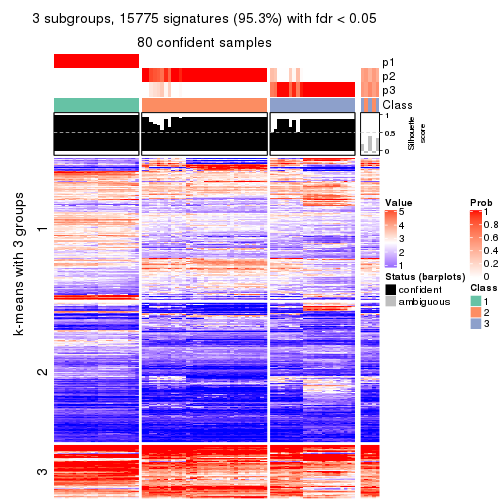 3 subgroups, 15775 signatures (95.3%) with fdr < 0.05
80 confident samples
p1
p2
p3
Class
1
0.5
0
Silhouette
score
k-means with 3 groups
1
2
3
Value
5
4
3
2
1
Status (barplots)
confident
ambiguous
Prob
1
0.8
0.6
0.4
0.2
0
Class
1
2
3